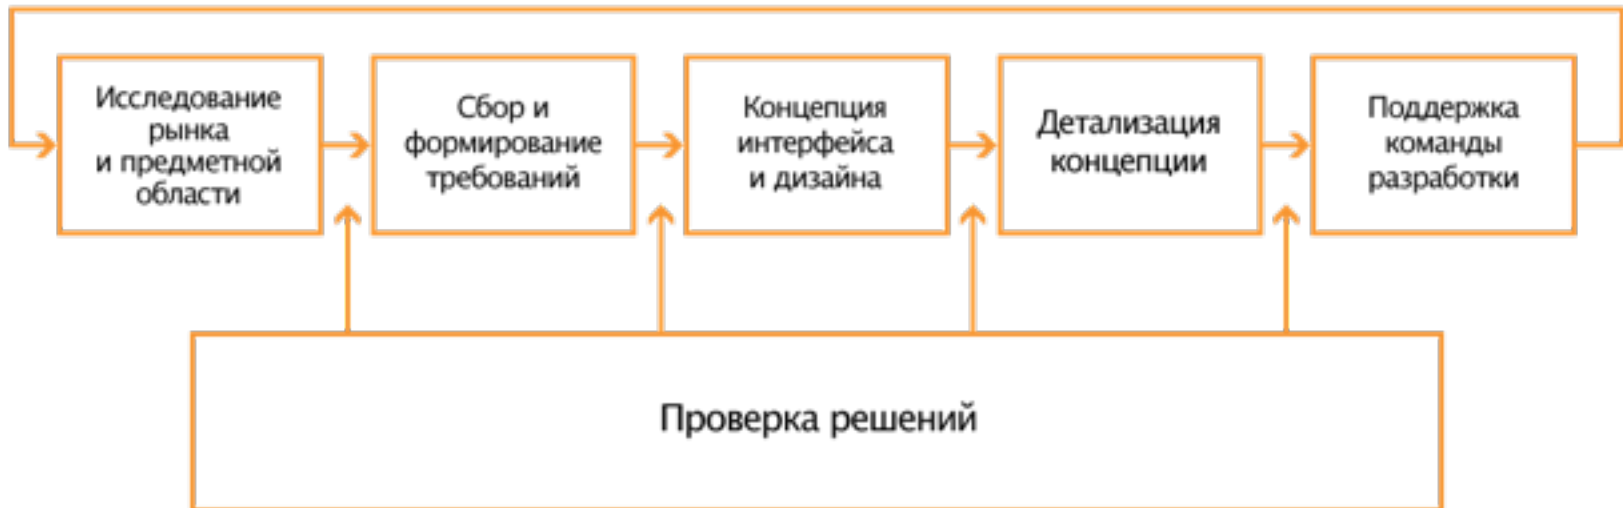 Исследование
рынка
и предметной
области
Сбор и
формирование
требований
Концепция
интерфейса
и дизайна
Детализация
концепции
Поддержка
команды
разработки
Проверка решений